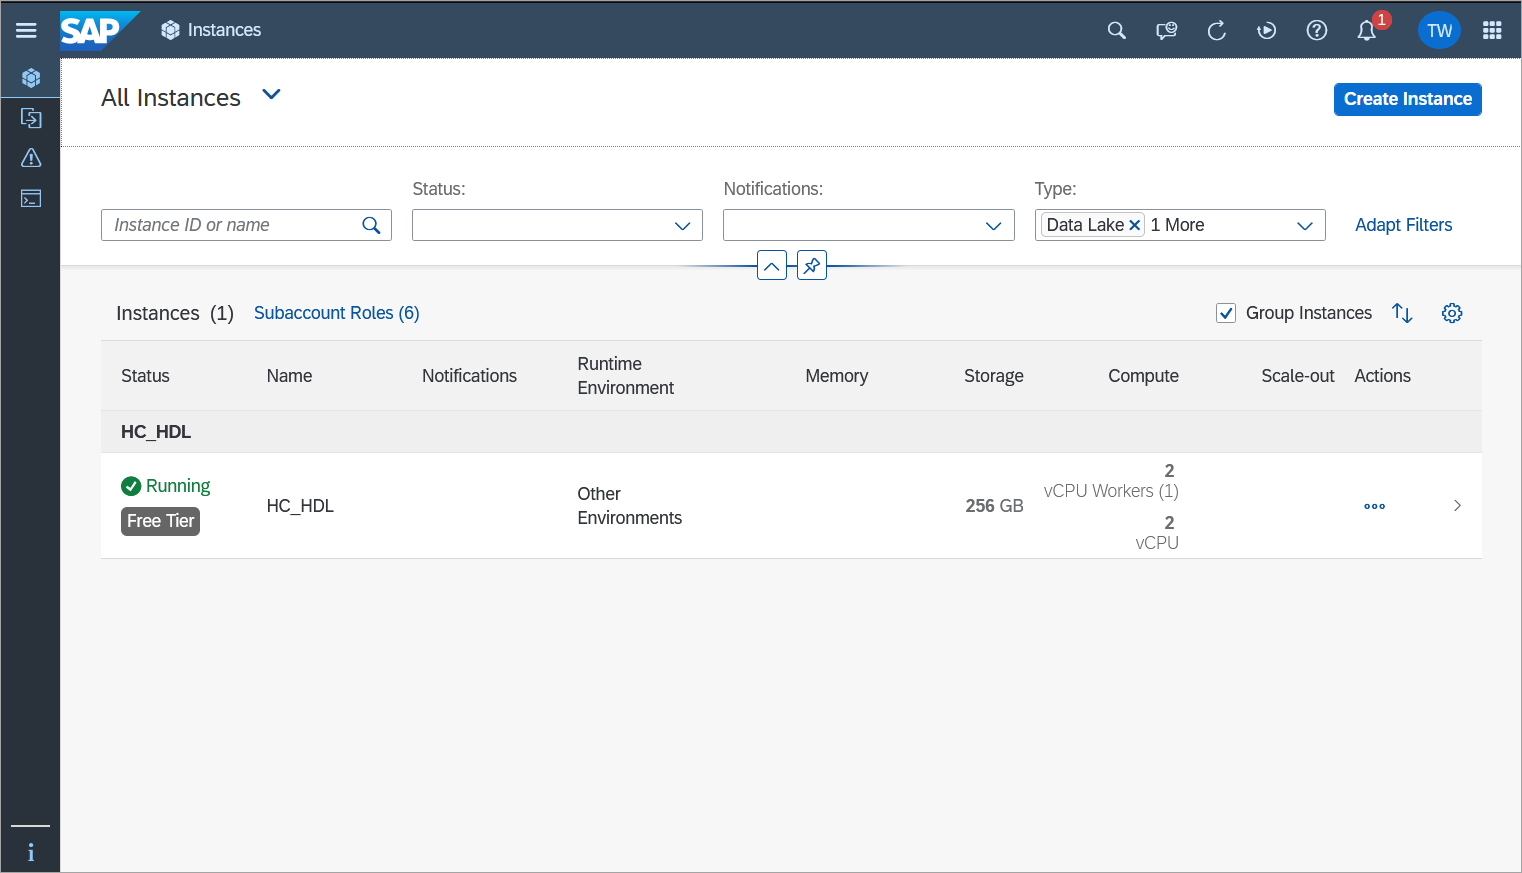 SAP Instances 1 TW
All Instances
Create Instance
Status: Notifications: Type:
Instance ID or name Data Lake 1 More Adapt Filters
Instances (1) Subaccount Roles (6) Group Instances
Status Name Notifications Runtime Environment Memory Storage Compute Scale-out Actions
HC_HDL
Running
Free Tier
HC_HDL
Other
Environments
256 GB
2
vCPU Workers (1)
2
vCPU